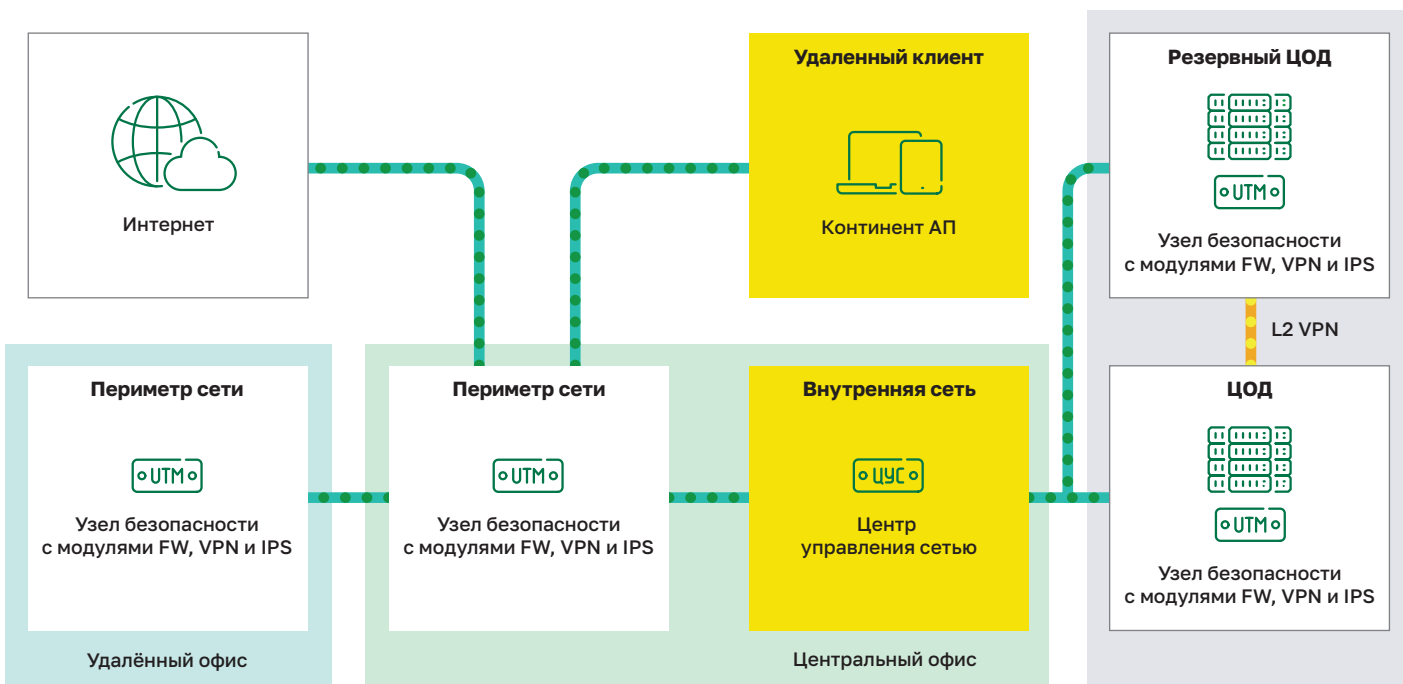 Интернет
Удаленный клиент
Континент АП
Резервный ЦОД
UTM
Узел безопасности
с модулями FW, VPN и IPS
L2 VPN
Периметр сети
UTM
Узел безопасности
с модулями FW, VPN и IPS
Удалённый офис
Периметр сети
UTM
Узел безопасности
с модулями FW, VPN и IPS
Внутренняя сеть
ЦУС
Центр
управления сетью
Центральный офис
ЦОД
UTM
Узел безопасности
с модулями FW, VPN и IPS